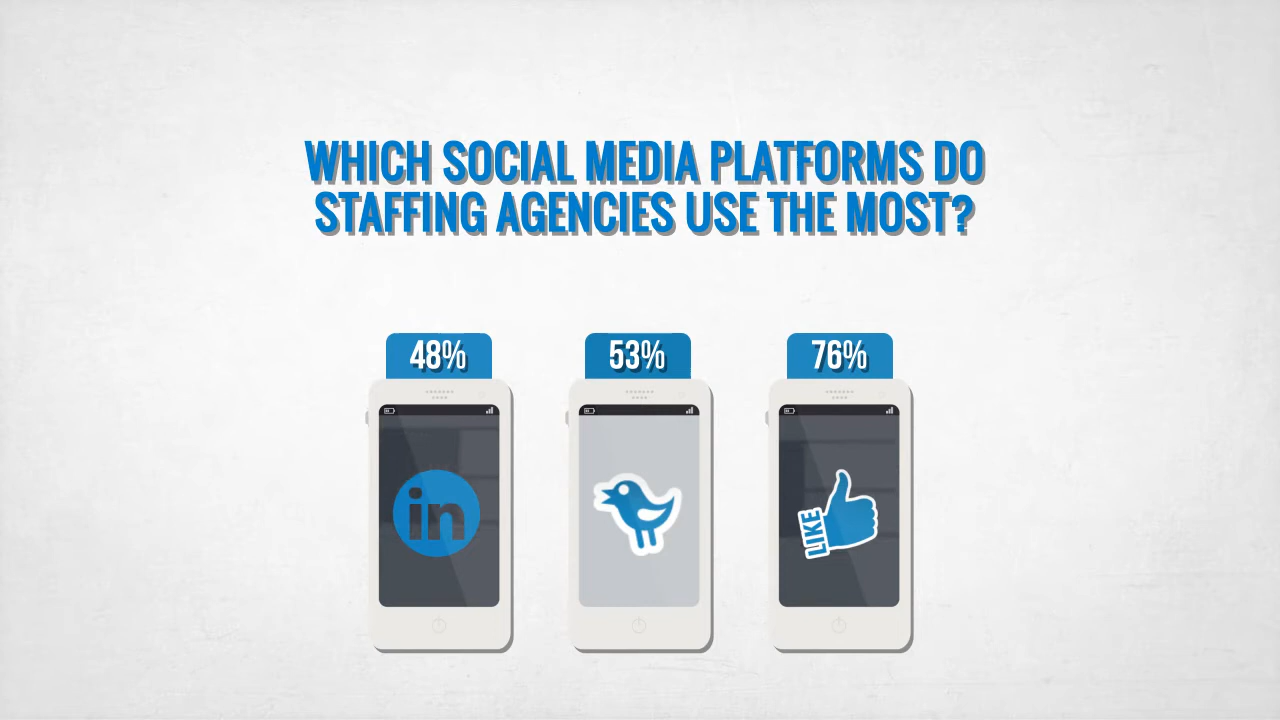 WHICH SOCIAL MEDIA PLATFORMS DO
STAFFING AGENCIES USE THE MOST?
48% 53% 76%
in
LIKE